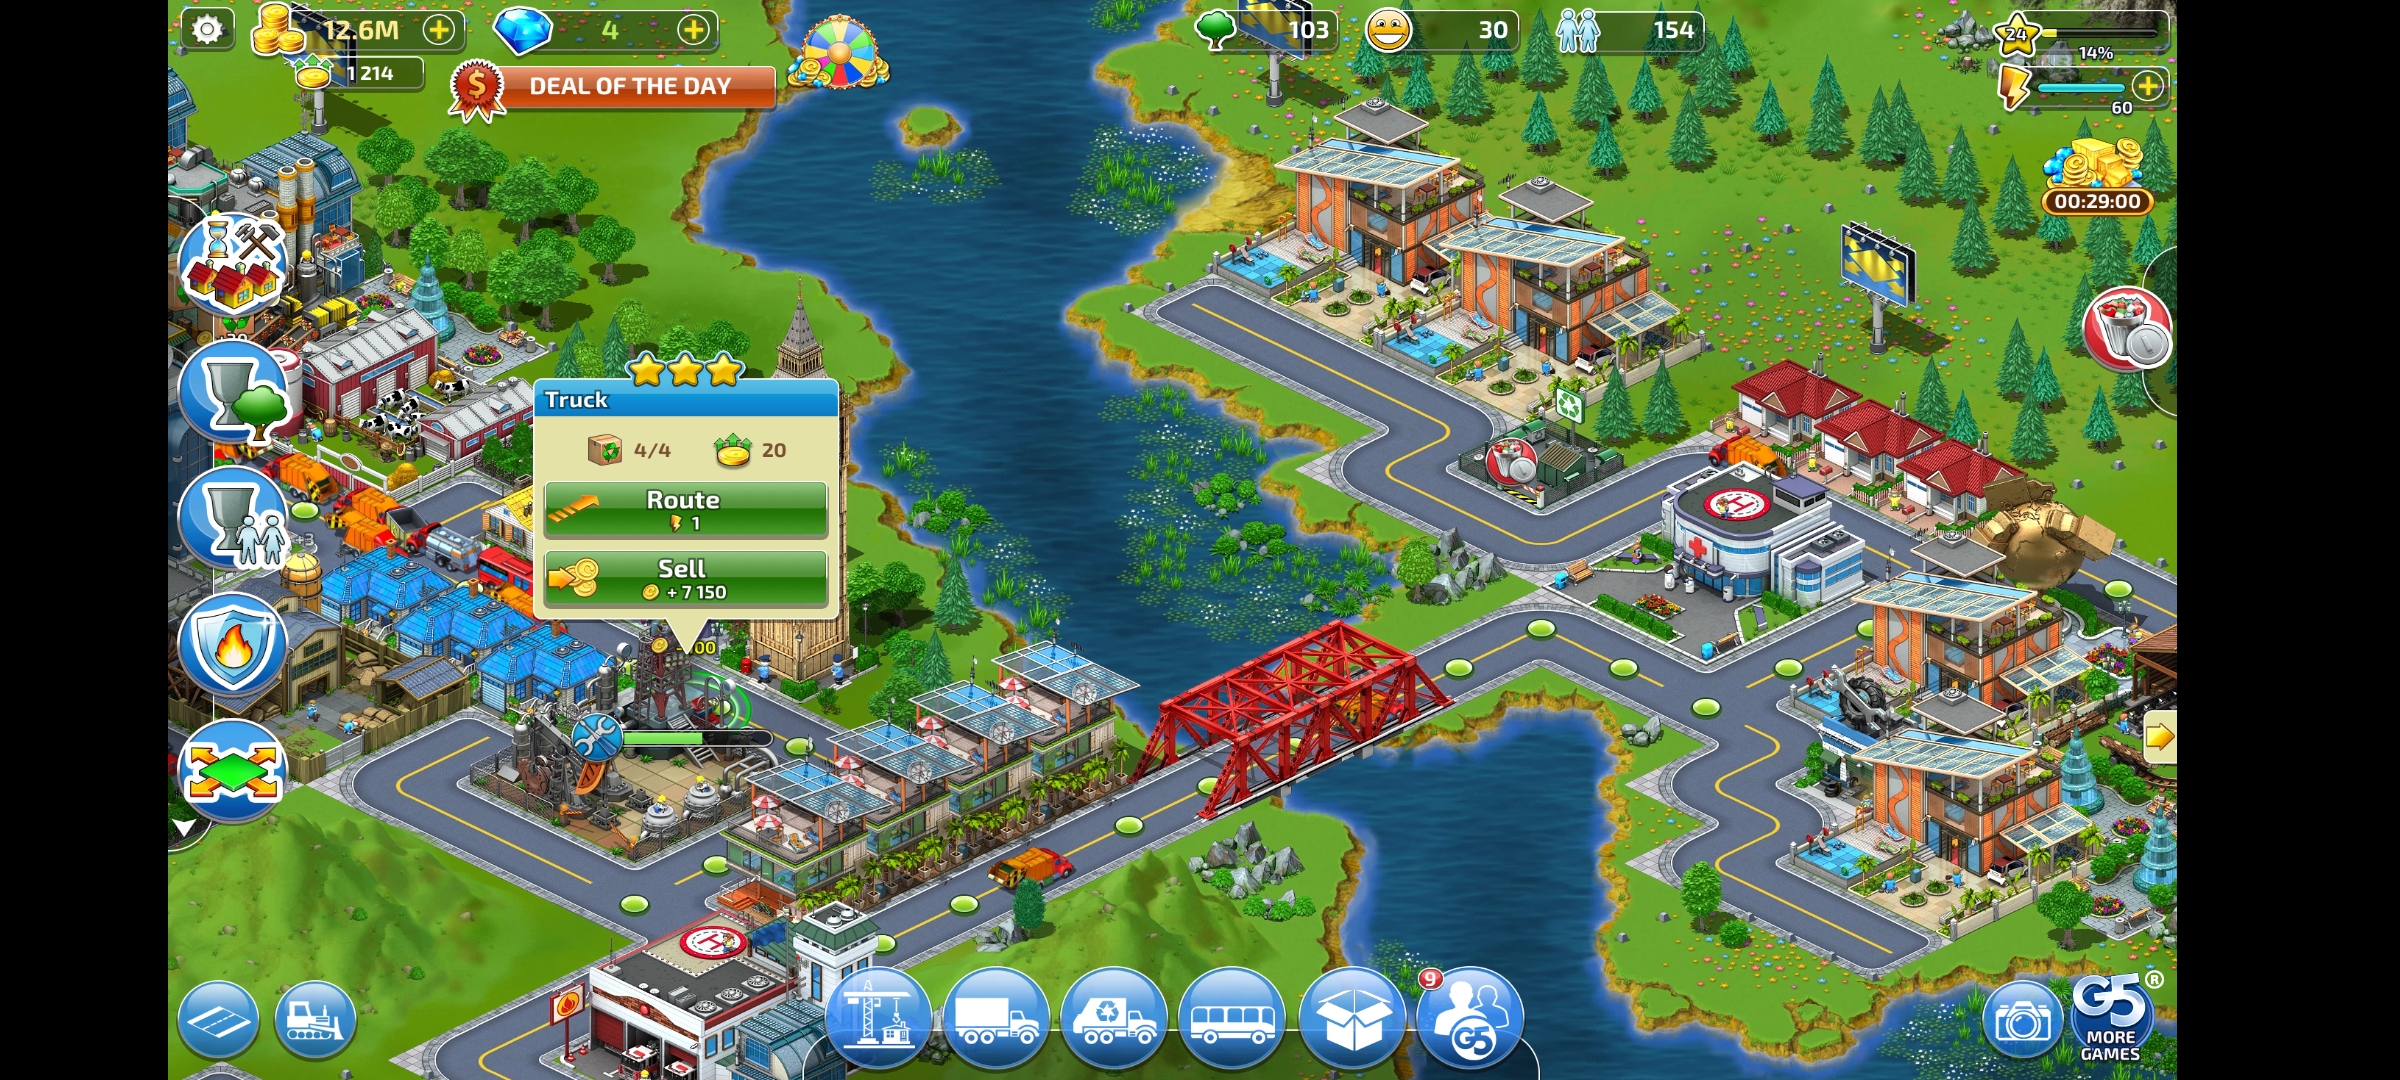 12.6M
4
103
30
154
24
14%
1 214
DEAL OF THE DAY
60
00:29:00
Truck
4/4
20
Route
1
Sell
+ 7 150
H
H
A
9
G5
G5
®
MORE
GAMES